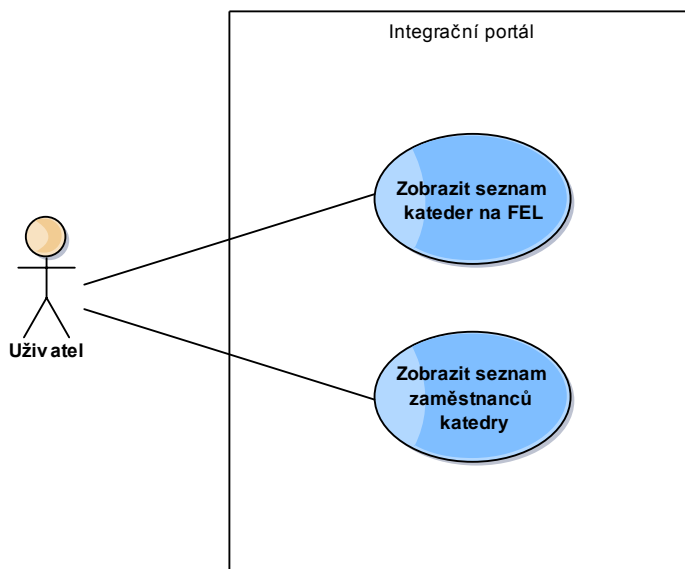 Integrační portál
Zobrazit seznam
kateder na FEL
Uživatel
Zobrazit seznam
zaměstnanců
katedry